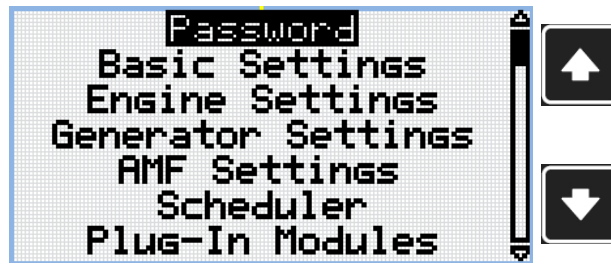 Password
Basic Settings
Engine Settings
Generator Settings
AMF Settings
Scheduler
Plug-In Modules